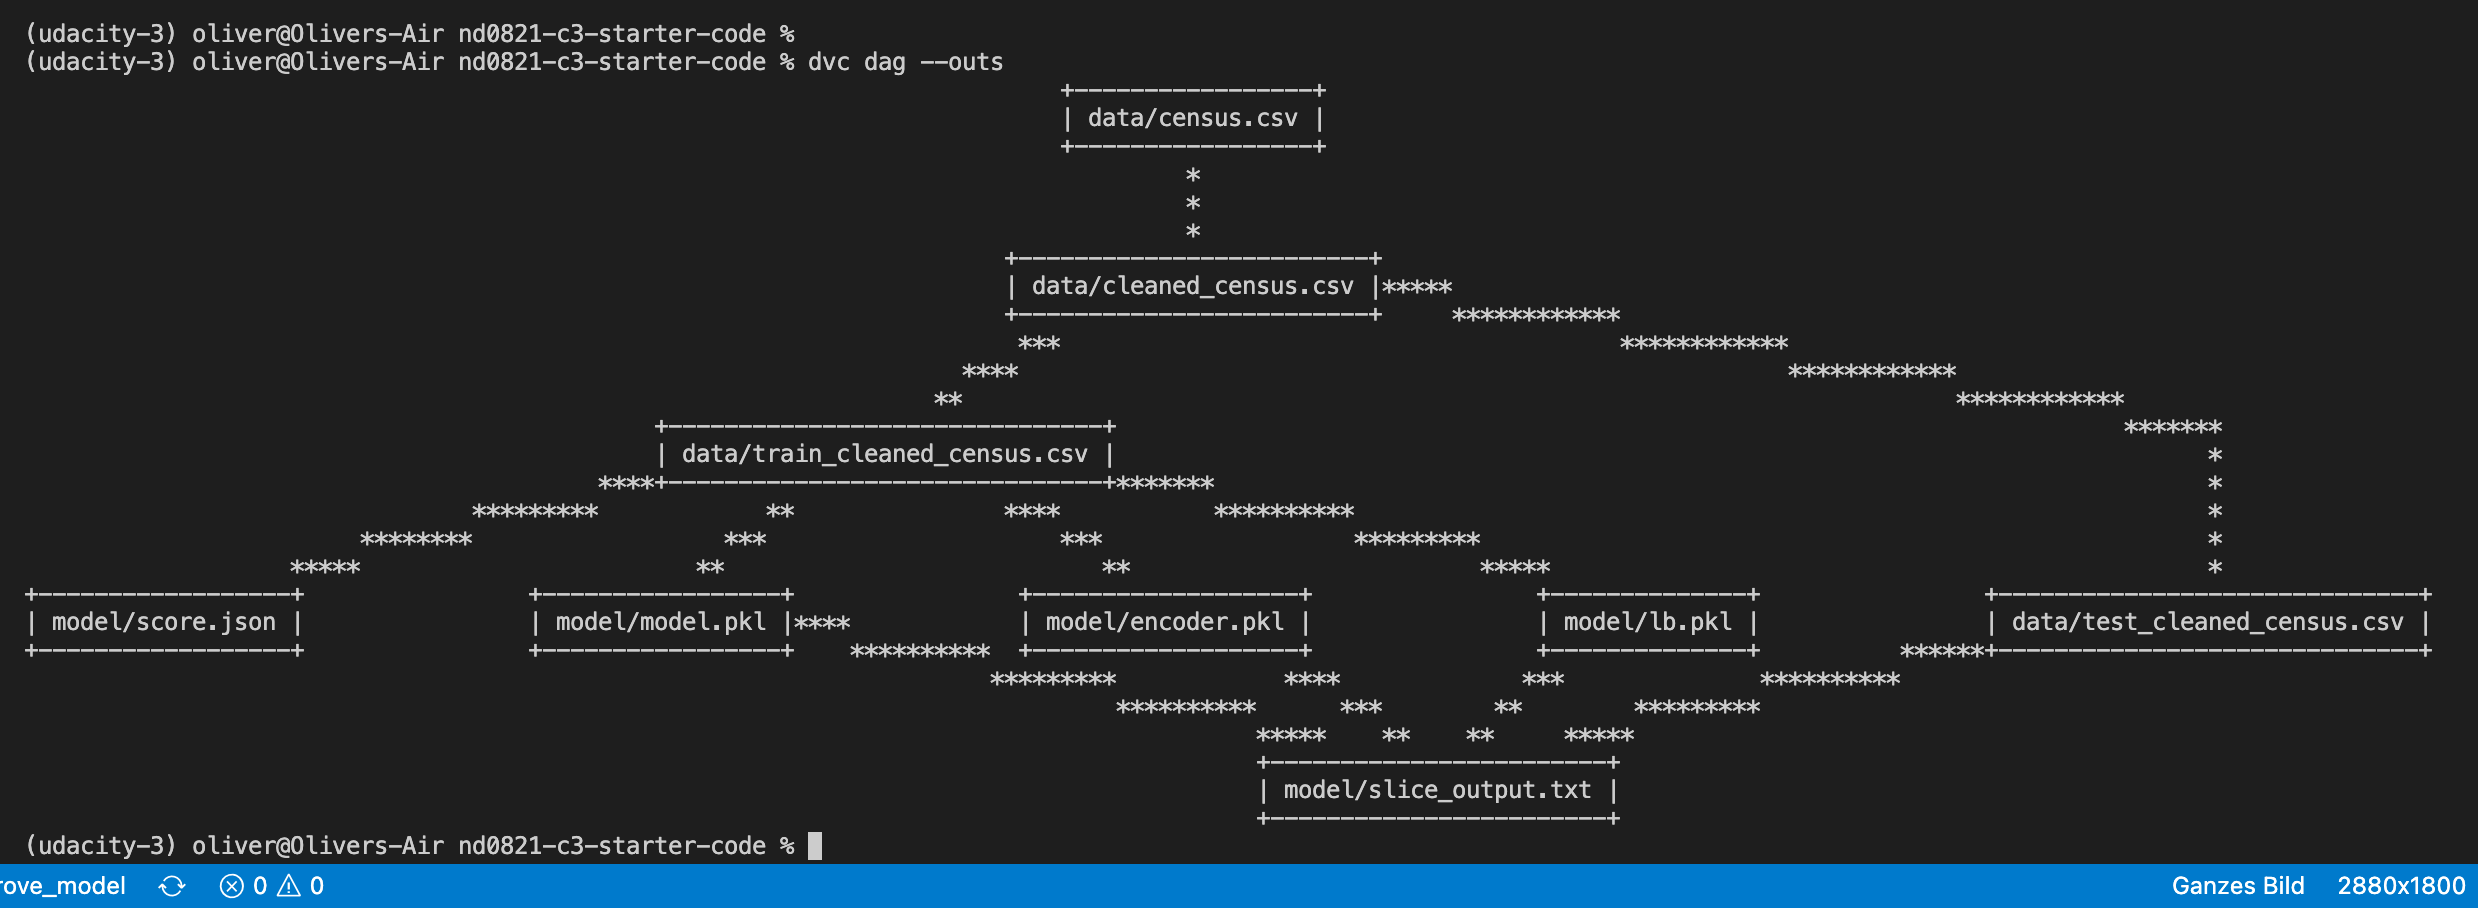 (udacity-3) oliver@Olivers-Air nd0821-c3-starter-code %
(udacity-3) oliver@Olivers-Air nd0821-c3-starter-code % dvc dag --outs
data/census.csv
data/cleaned_census.csv
data/train_cleaned_census.csv
model/score.json model/model.pkl model/encoder.pkl model/lb.pkl data/test_cleaned_census.csv
model/slice_output.txt
(udacity-3) oliver@Olivers-Air nd0821-c3-starter-code %
rove_model 0 0 Ganzes Bild 2880x1800